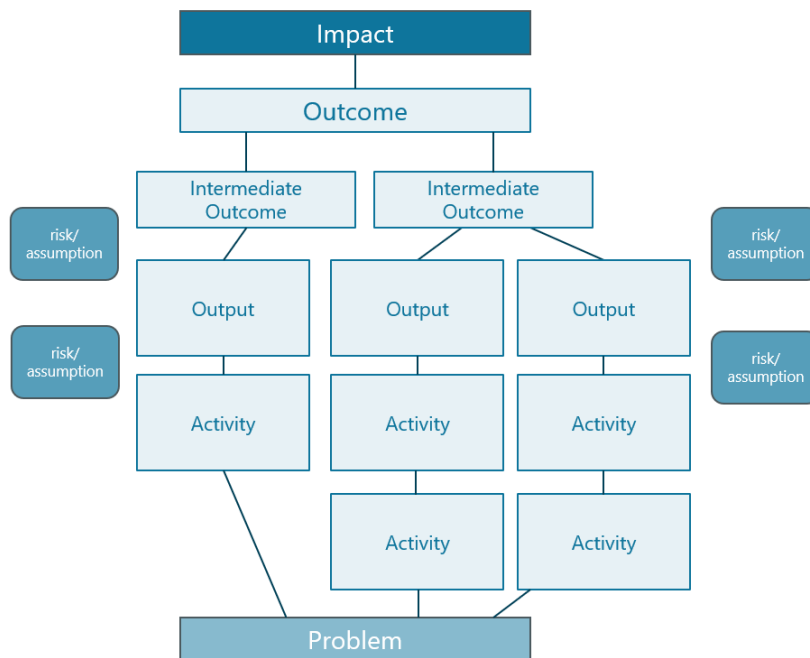 Impact
Outcome
Intermediate
Outcome
Intermediate
Outcome
risk/
assumption
risk/
assumption
Output
Output
Output
risk/
assumption
risk/
assumption
Activity
Activity
Activity
Activity
Activity
Problem